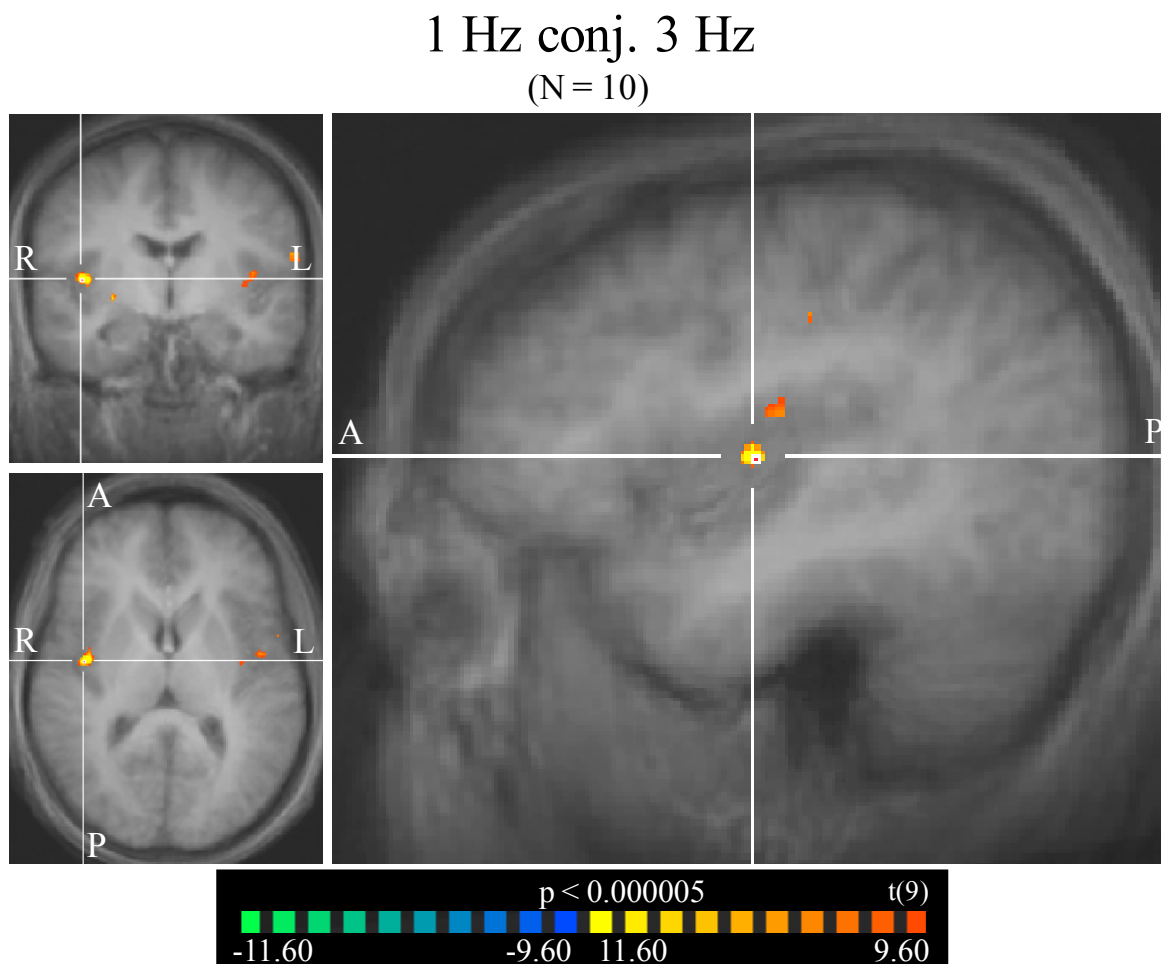 1 Hz conj. 3 Hz
(N = 10)
R L
A P
A
R L
P
p < 0.000005 t(9)
-11.60 -9.60 11.60 9.60